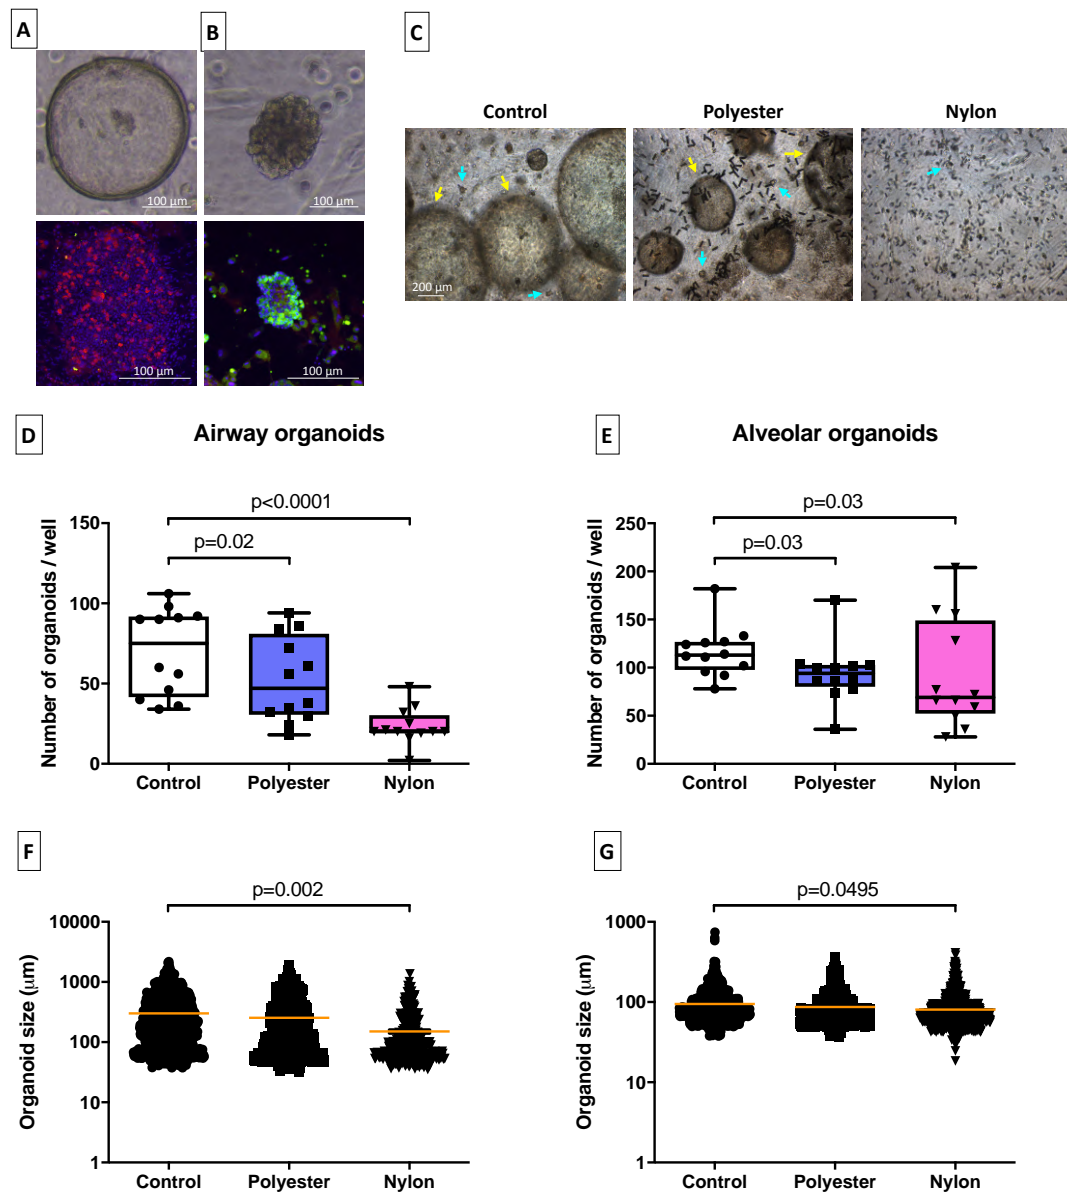 A
B
C
100 μm
100 μm
100 μm
100 μm
Control
Polyester
Nylon
200 μm
D
Airway organoids
p<0.0001
p=0.02
Number of organoids / well
150
100
50
0
Control
Polyester
Nylon
E
Alveolar organoids
p=0.03
p=0.03
Number of organoids / well
250
200
150
100
50
0
Control
Polyester
Nylon
F
p=0.002
Organoid size (μm)
10000
1000
100
10
1
Control
Polyester
Nylon
G
p=0.0495
Organoid size (μm)
1000
100
10
1
Control
Polyester
Nylon